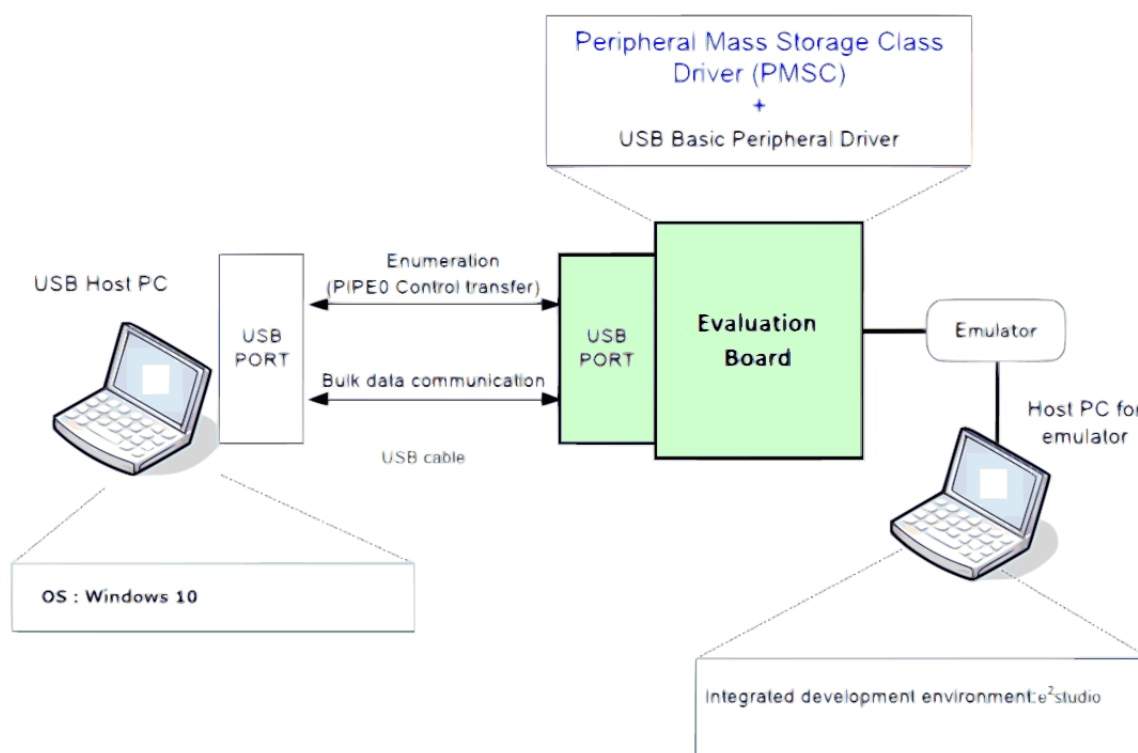 Peripheral Mass Storage Class
Driver (PMSC)
+
USB Basic Peripheral Driver
USB Host PC
USB
PORT
Enumeration
(PIPE0 Control transfer)
Bulk data communication
USB cable
USB
PORT
Evaluation
Board
Emulator
Host PC for
emulator
OS : Windows 10
Integrated development environment:e²studio